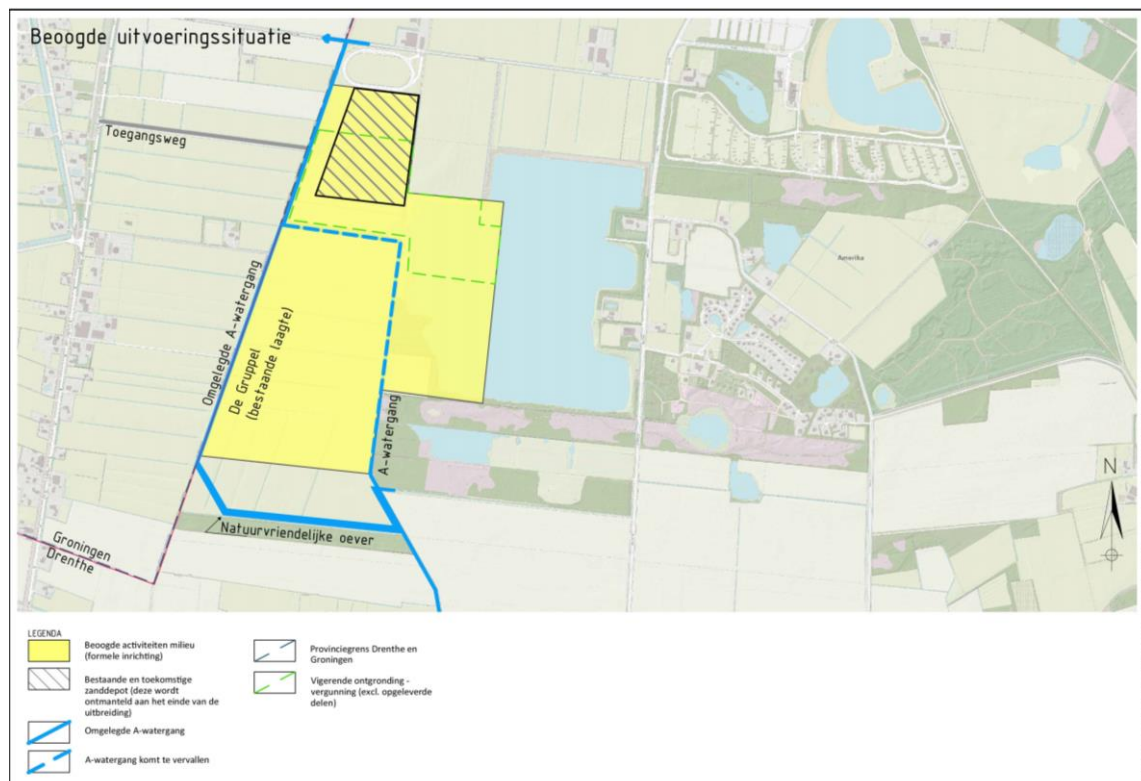 Beoogde uitvoeringssituatie
Toegangsweg
Omgelegde A-watergang
De Gruppel
(bestaande laagte)
A-watergang
Amerika
Natuurvriendelijke oever
Groningen
Drenthe
N
LEGENDA
Beoogde activiteiten milieu
(formele inrichting)
Bestaande en toekomstige
zanddepot (deze wordt
ontmanteld aan het einde van de
uitbreiding)
Omgelegde A-watergang
A-watergang komt te vervallen
Provinciegrens Drenthe en
Groningen
Vigerende ontgronding -
vergunning (excl. opgeleverde
delen)